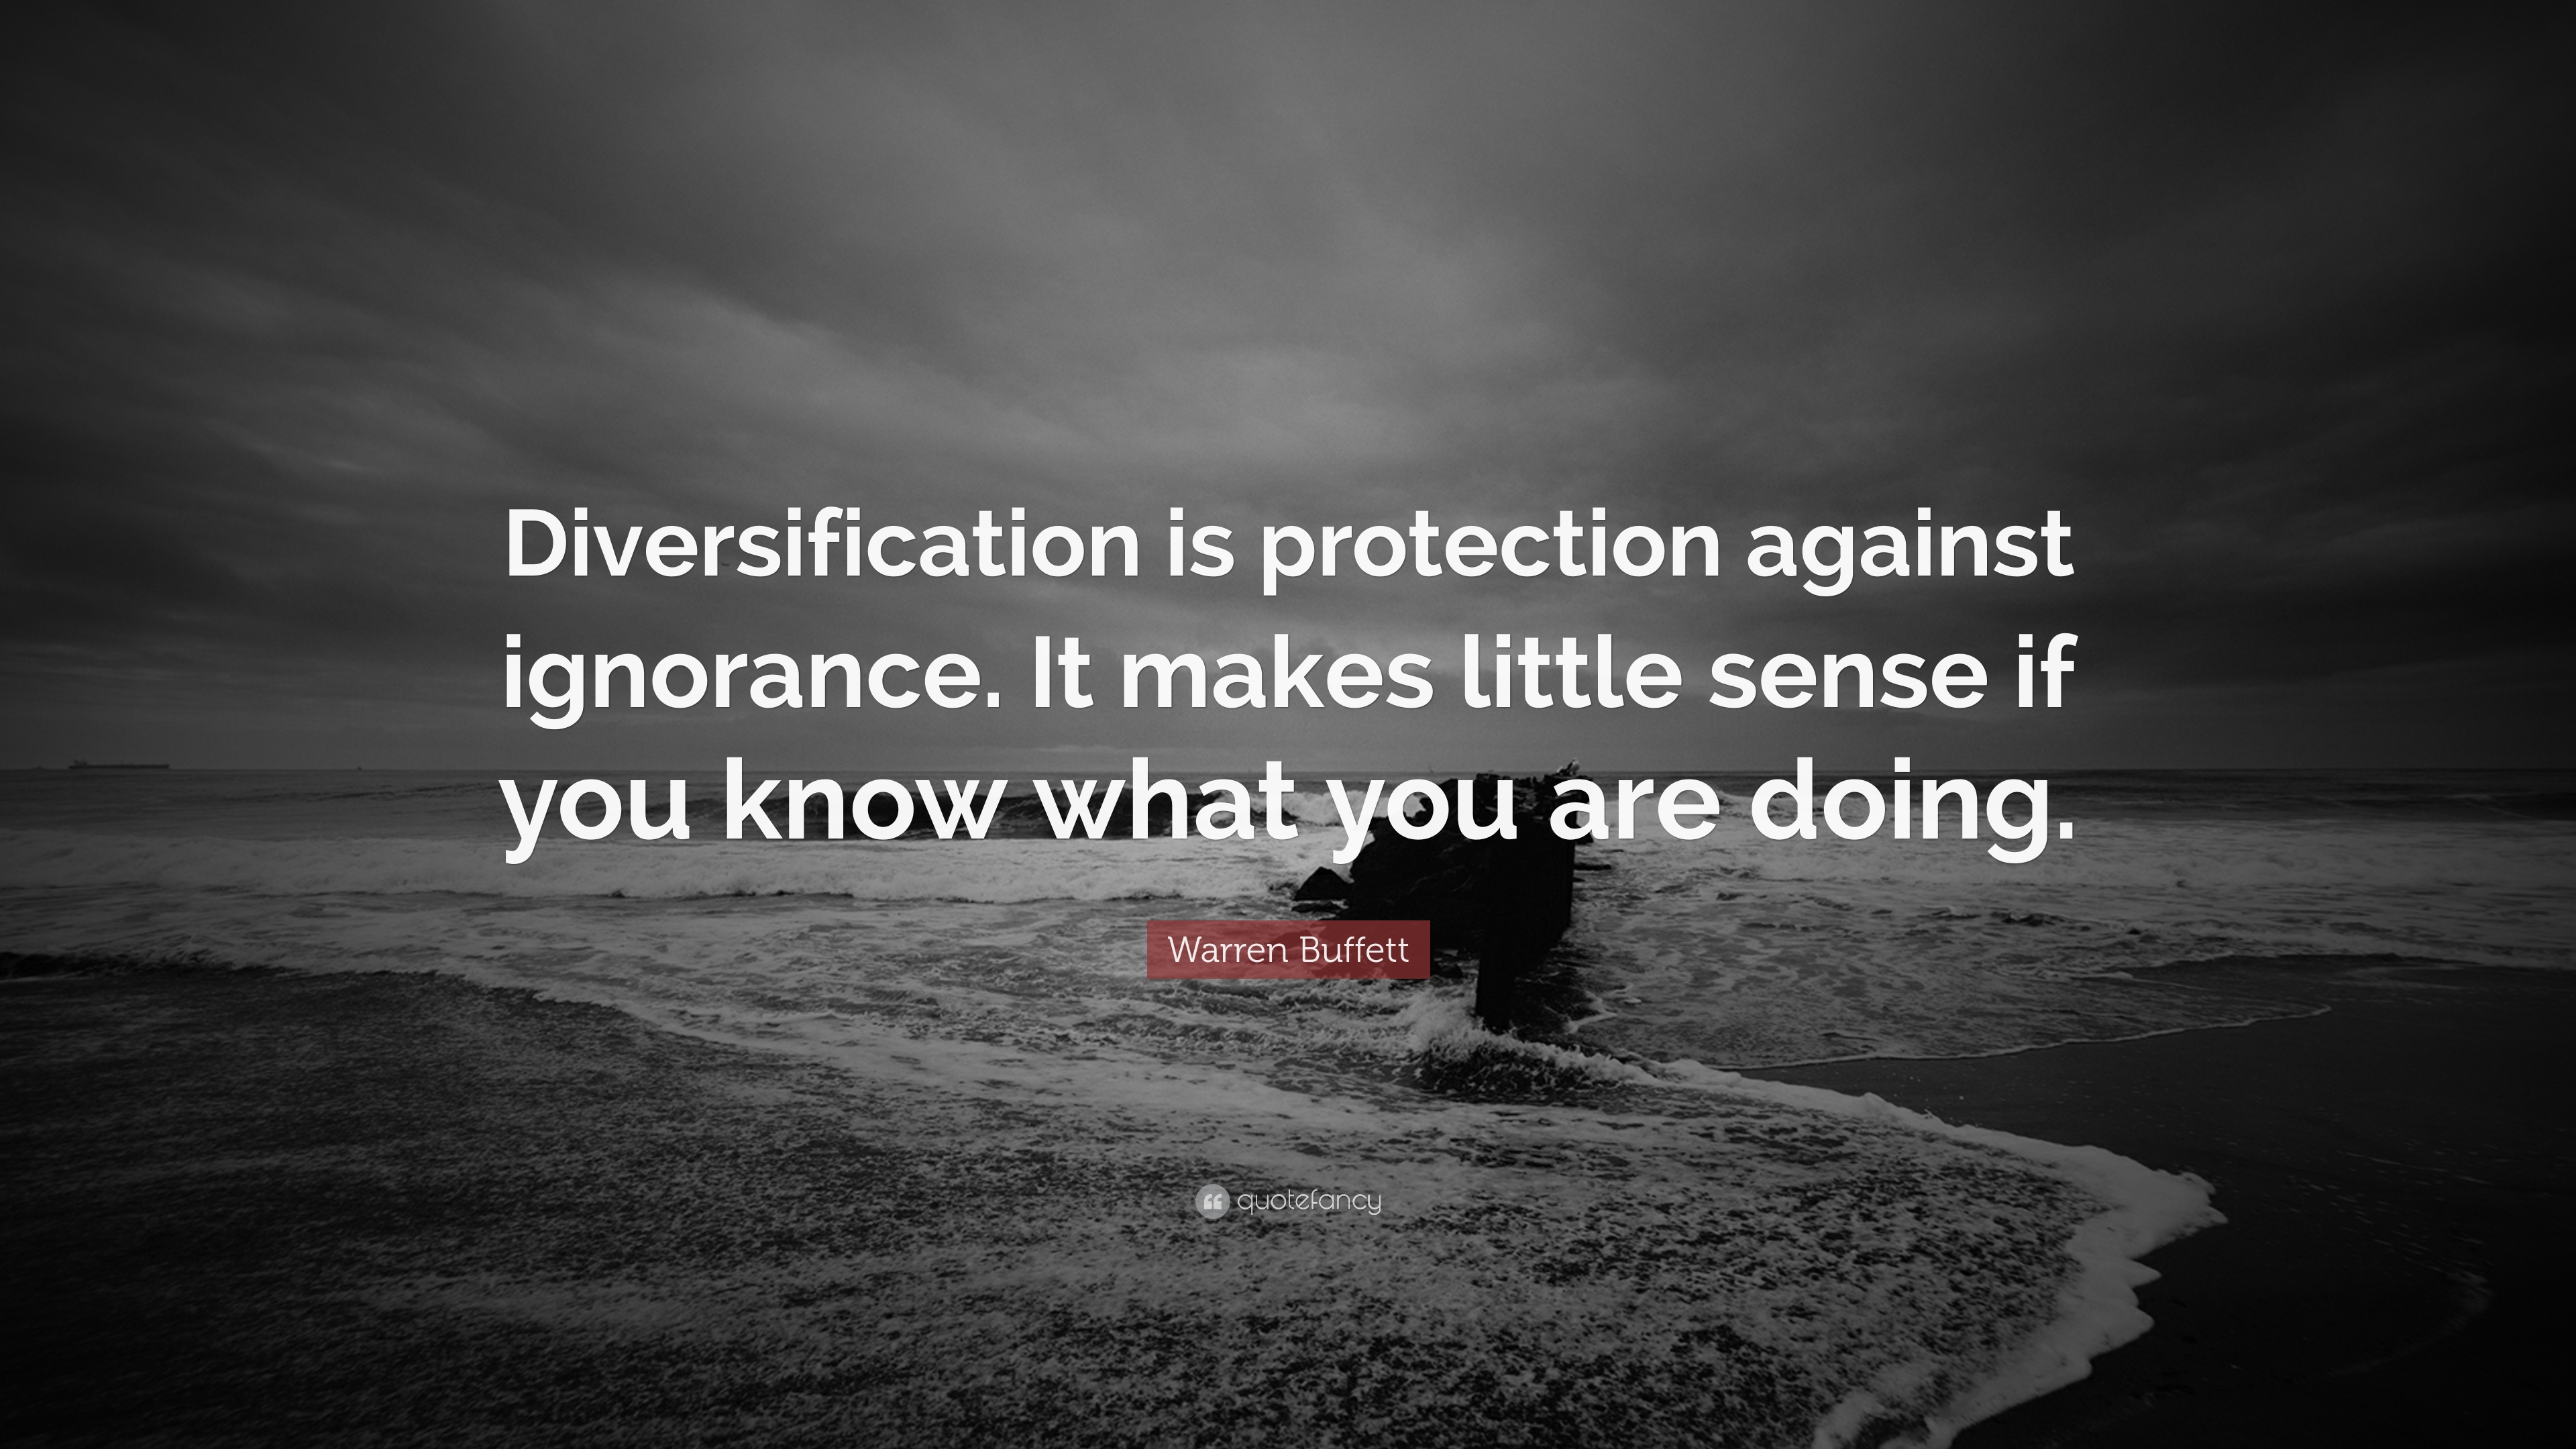 Diversification is protection against
ignorance. It makes little sense if
you know what you are doing.
Warren Buffett
quotefancy